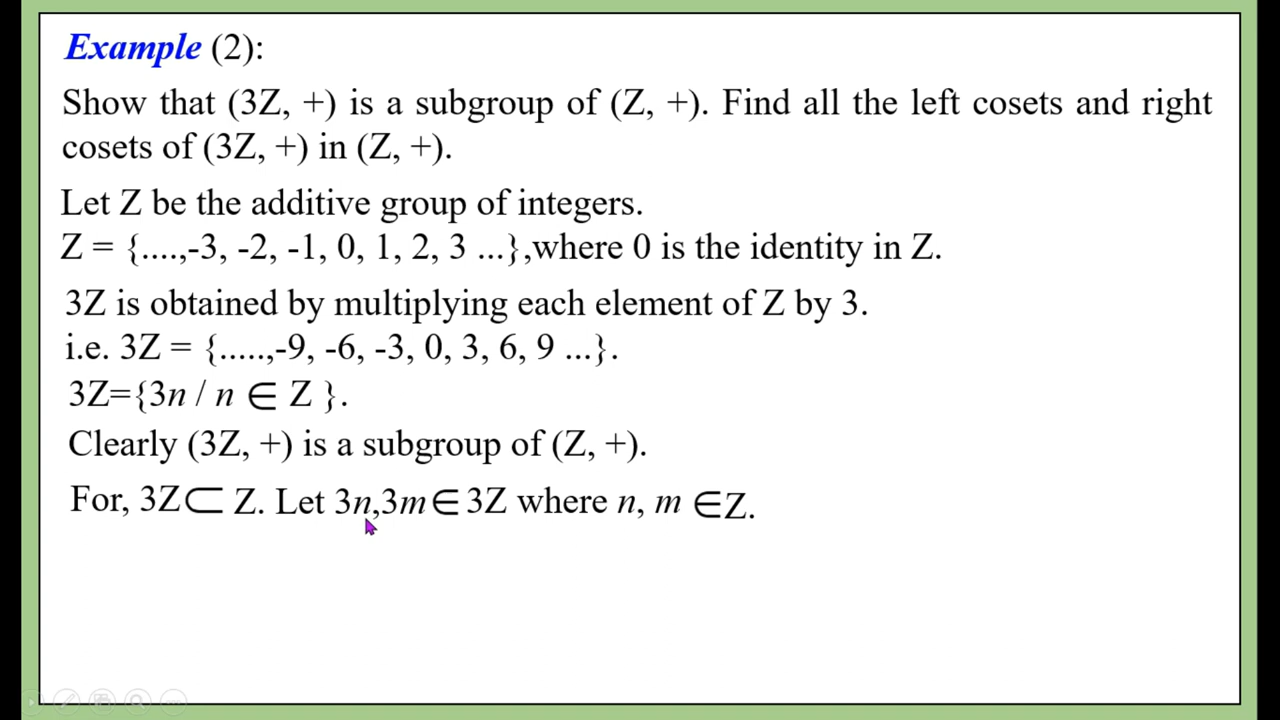 Example (2):
Show that (3Z, +) is a subgroup of (Z, +). Find all the left cosets and right
cosets of (3Z, +) in (Z, +).
Let Z be the additive group of integers.
Z = {....,-3, -2, -1, 0, 1, 2, 3 ...},where 0 is the identity in Z.
3Z is obtained by multiplying each element of Z by 3.
i.e. 3Z = {.....,-9, -6, -3, 0, 3, 6, 9 ...}.
3Z={3n / n ∈ Z }.
Clearly (3Z, +) is a subgroup of (Z, +).
For, 3Z⊂ Z. Let 3n,3m∈3Z where n, m ∈Z.